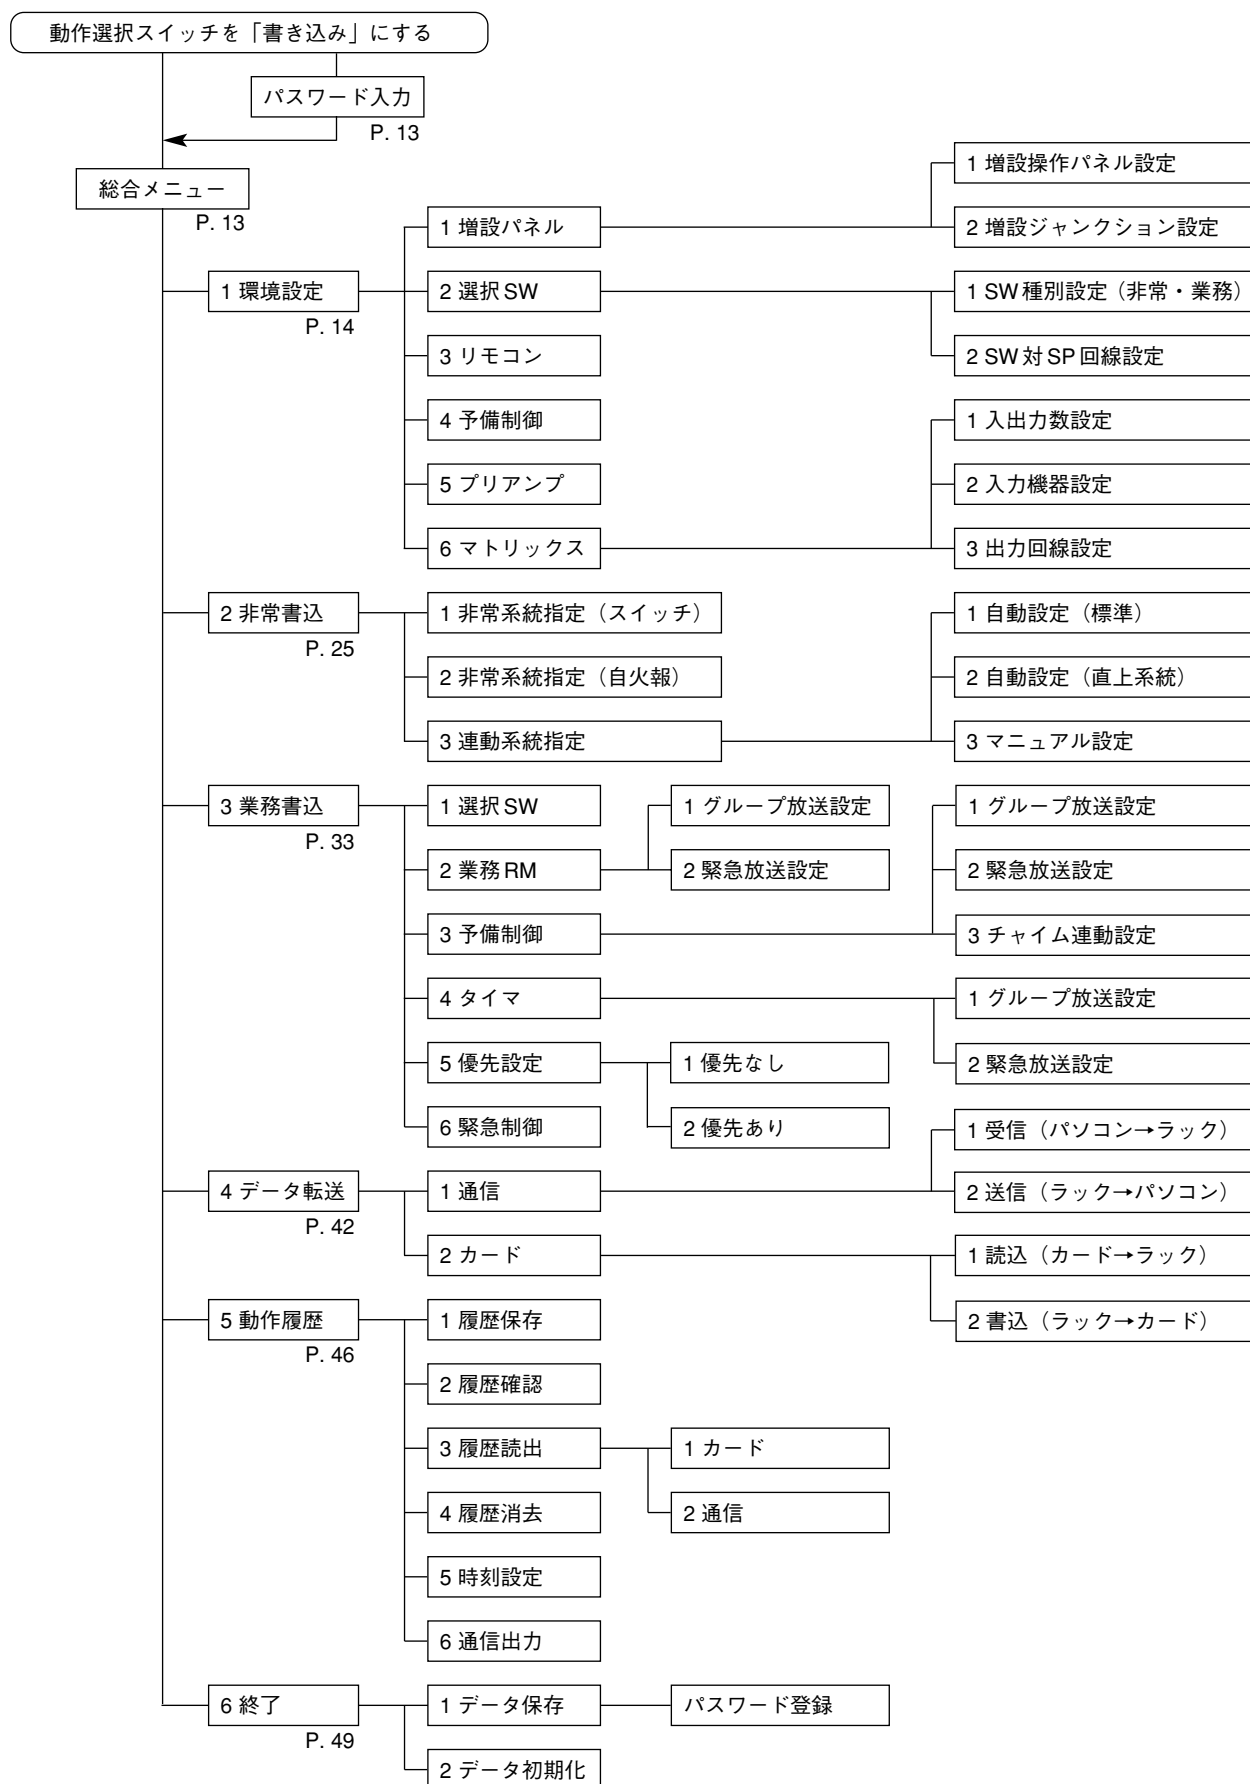 動作選択スイッチを「書き込み」にする
パスワード入力
P. 13
総合メニュー
P. 13
1 環境設定
P. 14
1 増設パネル
1 増設操作パネル設定
2 増設ジャンクション設定
2 選択SW
1 SW種別設定（非常・業務）
2 SW対SP回線設定
3 リモコン
4 予備制御
5 プリアンプ
6 マトリックス
1 入出力数設定
2 入力機器設定
3 出力回線設定
2 非常書込
P. 25
1 非常系統指定（スイッチ）
2 非常系統指定（自火報）
3 連動系統指定
1 自動設定（標準）
2 自動設定（直上系統）
3 マニュアル設定
3 業務書込
P. 33
1 選択SW
2 業務RM
1 グループ放送設定
2 緊急放送設定
3 予備制御
1 グループ放送設定
2 緊急放送設定
3 チャイム連動設定
4 タイマ
1 グループ放送設定
2 緊急放送設定
5 優先設定
1 優先なし
2 優先あり
6 緊急制御
4 データ転送
P. 42
1 通信
1 受信（パソコン→ラック）
2 送信（ラック→パソコン）
2 カード
1 読込（カード→ラック）
2 書込（ラック→カード）
5 動作履歴
P. 46
1 履歴保存
2 履歴確認
3 履歴読出
1 カード
2 通信
4 履歴消去
5 時刻設定
6 通信出力
6 終了
P. 49
1 データ保存
パスワード登録
2 データ初期化